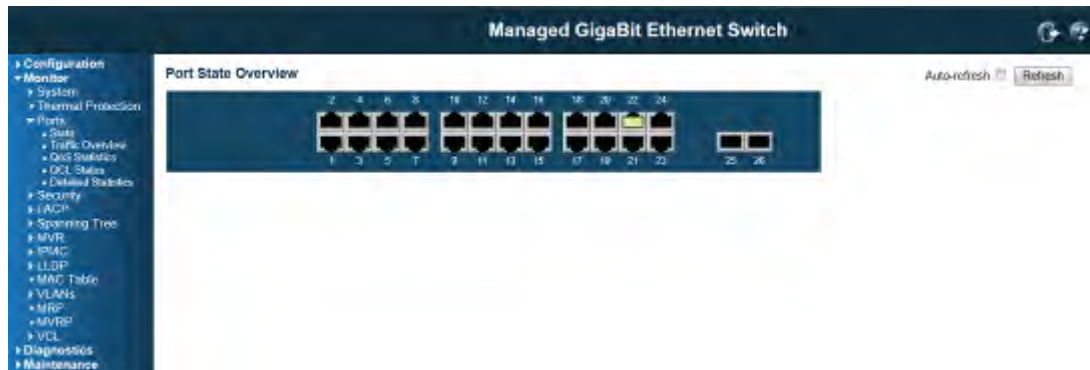 Managed GigaBit Ethernet Switch
Configuration
Monitor
System
Thermal Protection
Ports
State
Traffic Overview
QoS Statistics
QCL Status
Detailed Statistics
Security
LACP
Spanning Tree
MVR
IPMC
LLDP
MAC Table
VLANs
MRP
MVRP
VCL
Diagnostics
Maintenance
Port State Overview
Auto-refresh Refresh
2 4 6 8 10 12 14 16 18 20 22 24
1 3 5 7 9 11 13 15 17 19 21 23 25 26